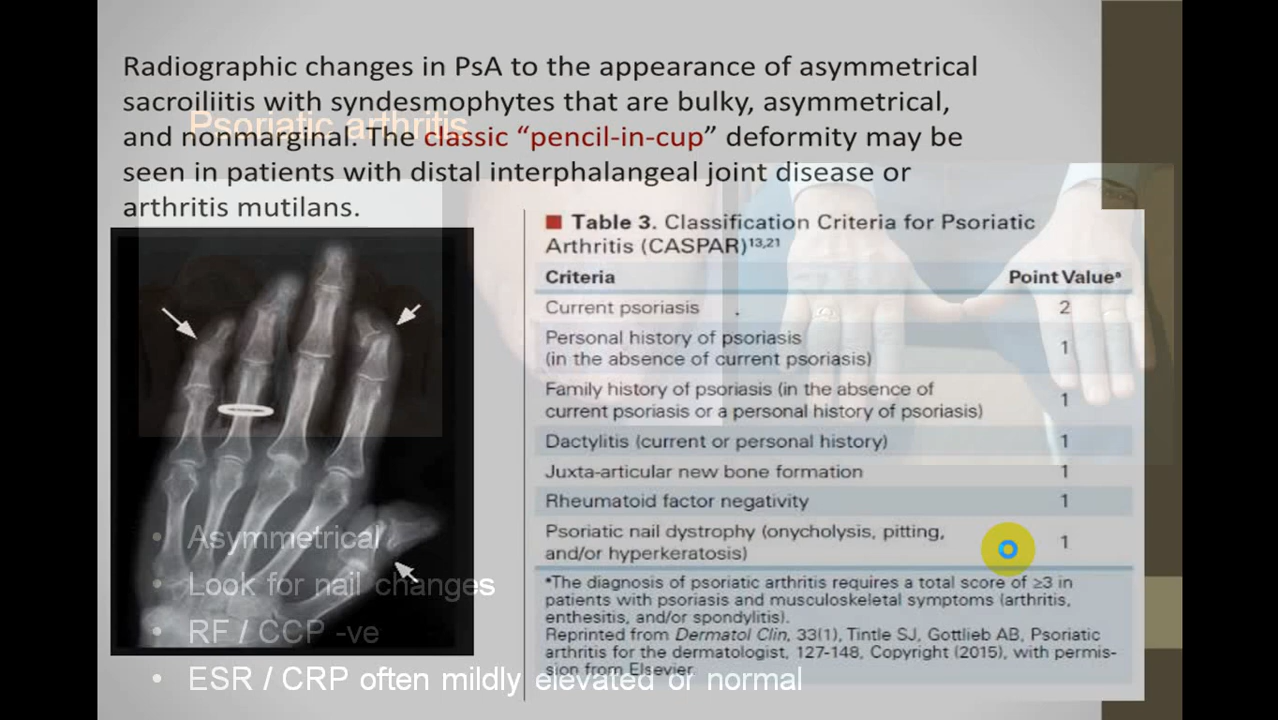 Radiographic changes in PsA to the appearance of asymmetrical
sacroiliitis with syndesmophytes that are bulky, asymmetrical,
Psoriatic arthritis
and nonmarginal. The classic “pencil-in-cup” deformity may be
seen in patients with distal interphalangeal joint disease or
arthritis mutilans.
■ Table 3. Classification Criteria for Psoriatic
Arthritis (CASPAR)¹³,²¹
Criteria Point Valueᵃ
Current psoriasis 2
Personal history of psoriasis
(in the absence of current psoriasis) 1
Family history of psoriasis (in the absence of
current psoriasis or a personal history of psoriasis) 1
Dactylitis (current or personal history) 1
Juxta-articular new bone formation 1
Rheumatoid factor negativity 1
Psoriatic nail dystrophy (onycholysis, pitting,
and/or hyperkeratosis) 1
ᵃThe diagnosis of psoriatic arthritis requires a total score of ≥3 in
patients with psoriasis and musculoskeletal symptoms (arthritis,
enthesitis, and/or spondylitis).
Reprinted from Dermatol Clin, 33(1), Tintle SJ, Gottlieb AB, Psoriatic
arthritis for the dermatologist, 127-148, Copyright (2015), with permis-
sion from Elsevier.
• Asymmetrical
• Look for nail changes
• RF / CCP -ve
• ESR / CRP often mildly elevated or normal